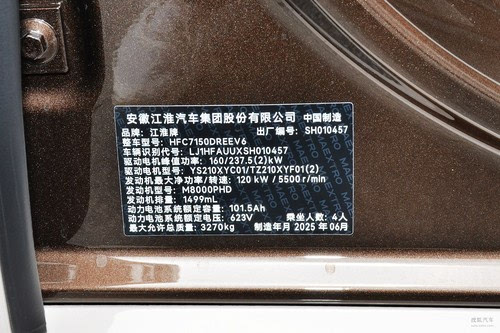 安徽江淮汽车集团股份有限公司 中国制造
品牌: 江淮牌 出厂编号: SH010457
整车型号: HFC7150DREEV6
车辆识别代号: LJ1HFAUUXSH010457
驱动电机峰值功率: 160/237.5(2)kW
驱动电机型号: YS210XYC01/TZ210XYF01(2)
发动机最大净功率/转速: 120 kW / 5500r/min
发动机型号: M8000PHD
发动机排量: 1499mL
动力电池系统额定容量: 101.5Ah
动力电池系统额定电压: 623V 乘坐人数: 4人
最大允许总质量: 3270kg 制造年月 2025 年 06月
MAEXTRO